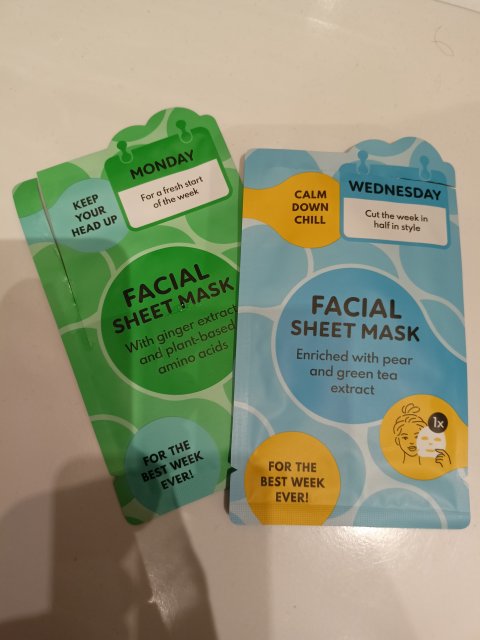 MONDAY
For a fresh start
of the week
KEEP
YOUR
HEAD UP
FACIAL
SHEET MASK
With ginger extract
and plant-based
amino acids
FOR THE
BEST WEEK
EVER!
WEDNESDAY
Cut the week in
half in style
CALM
DOWN
CHILL
FACIAL
SHEET MASK
Enriched with pear
and green tea
extract
1x
FOR THE
BEST WEEK
EVER!